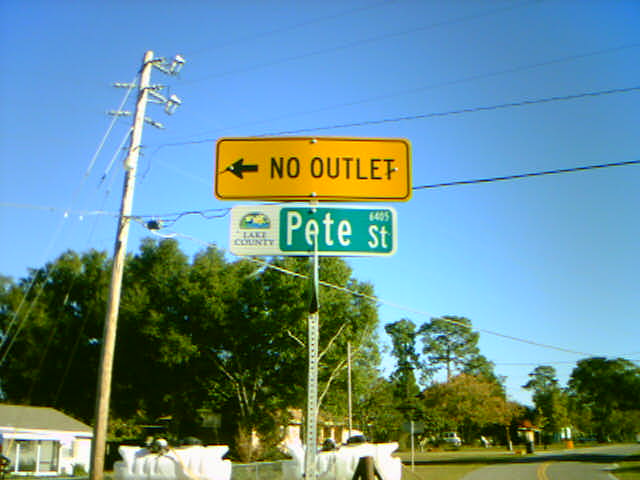 NO OUTLET
LAKE
COUNTY
Pete St
6405